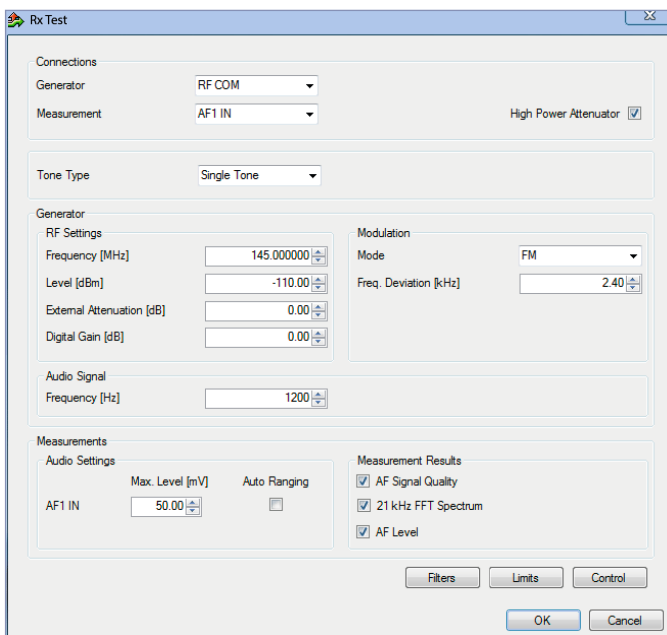 Rx Test
Connections
Generator RF COM
Measurement AF1 IN High Power Attenuator
Tone Type Single Tone
Generator
RF Settings Modulation
Frequency [MHz] 145.000000 Mode FM
Level [dBm] -110.00 Freq. Deviation [kHz] 2.40
External Attenuation [dB] 0.00
Digital Gain [dB] 0.00
Audio Signal
Frequency [Hz] 1200
Measurements
Audio Settings Measurement Results
Max. Level [mV] Auto Ranging AF Signal Quality
AF1 IN 50.00 21 kHz FFT Spectrum
AF Level
Filters Limits Control
OK Cancel